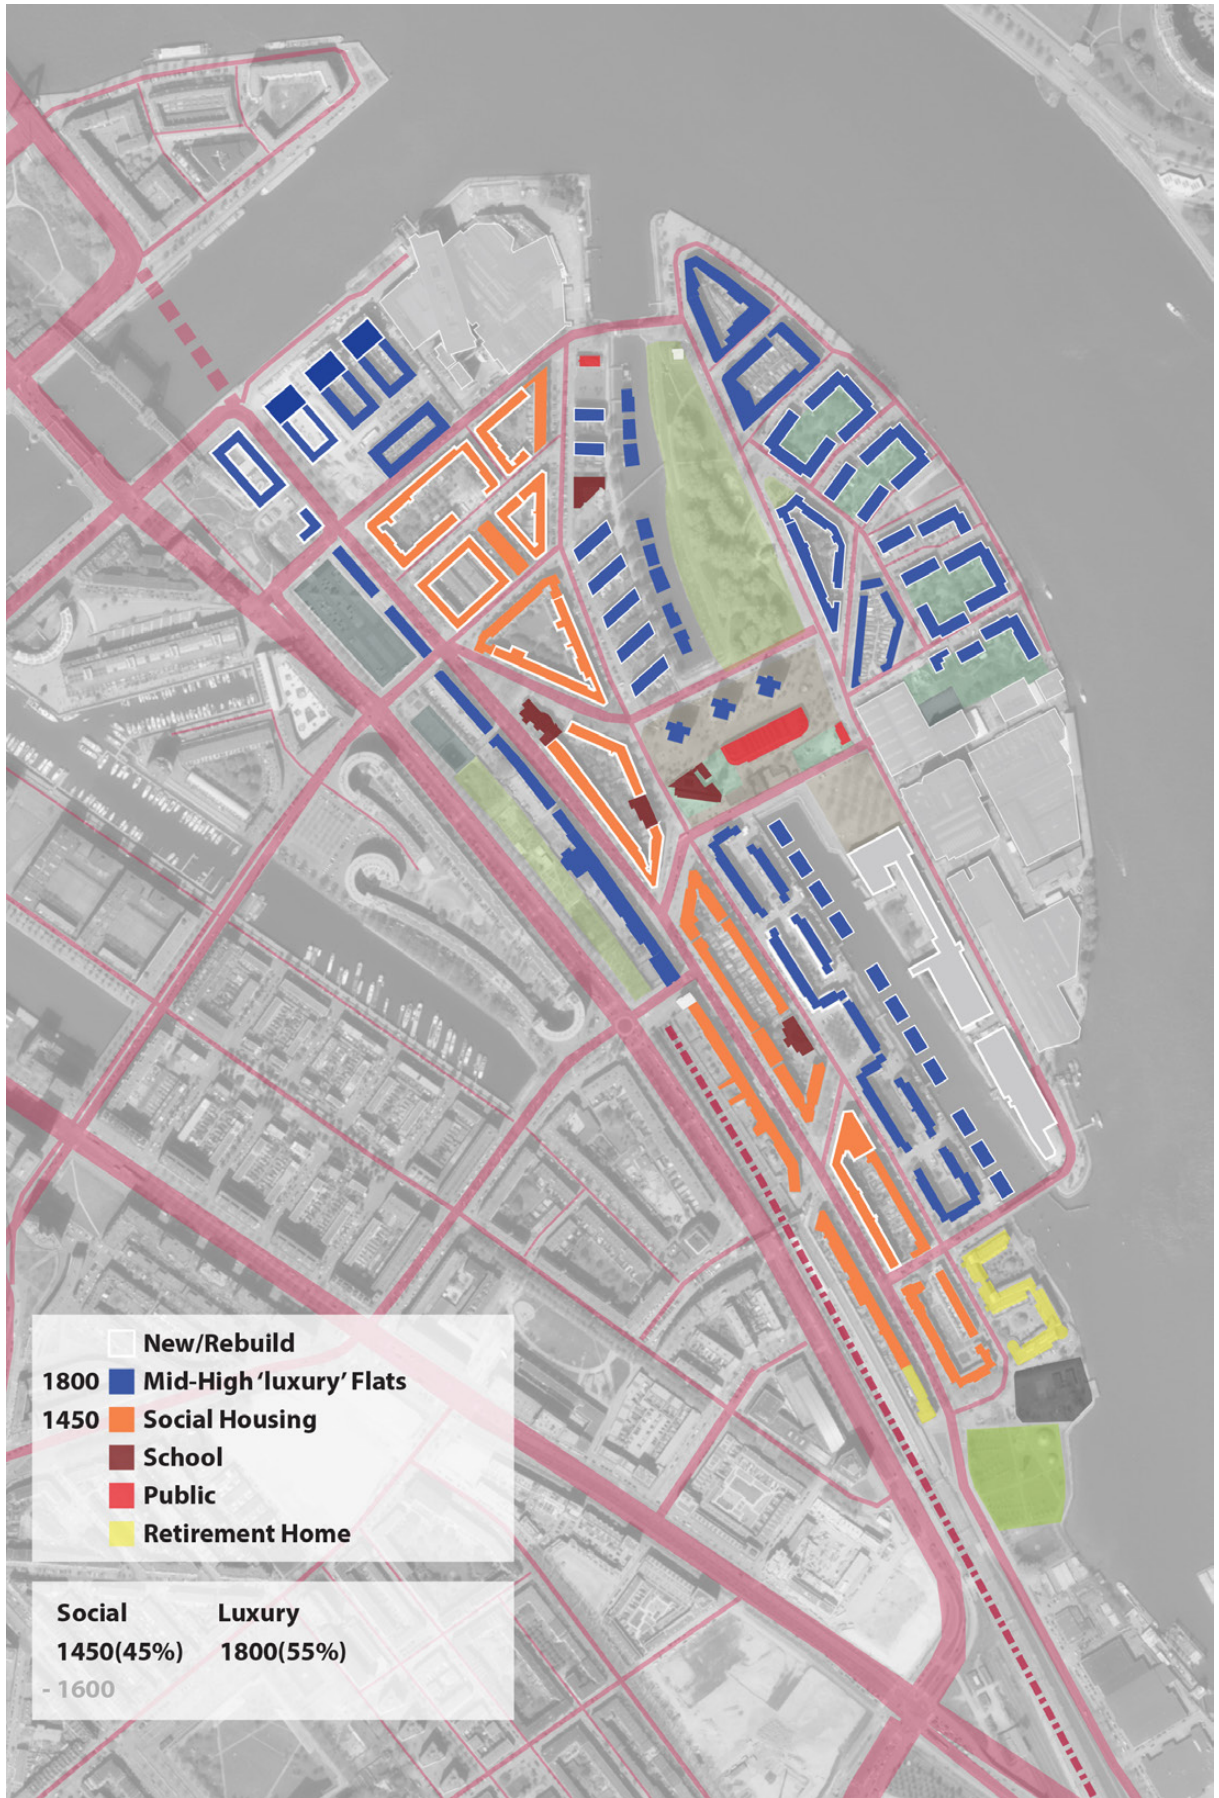 New/Rebuild
1800 Mid-High ‘luxury’ Flats
1450 Social Housing
School
Public
Retirement Home
Social Luxury
1450(45%) 1800(55%)
- 1600